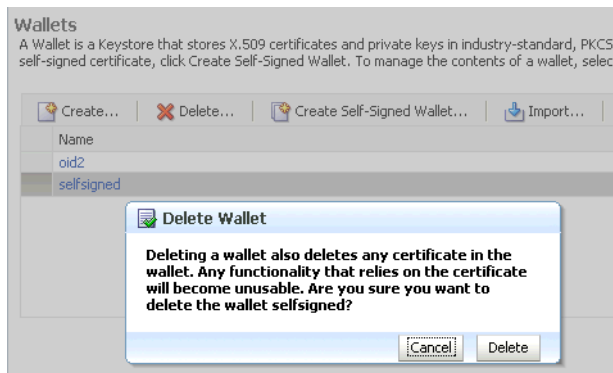 Wallets
A Wallet is a Keystore that stores X.509 certificates and private keys in industry-standard, PKCS
self-signed certificate, click Create Self-Signed Wallet. To manage the contents of a wallet, selec
Create... Delete... Create Self-Signed Wallet... Import...
Name
oid2
selfsigned
Delete Wallet
Deleting a wallet also deletes any certificate in the
wallet. Any functionality that relies on the certificate
will become unusable. Are you sure you want to
delete the wallet selfsigned?
Cancel Delete